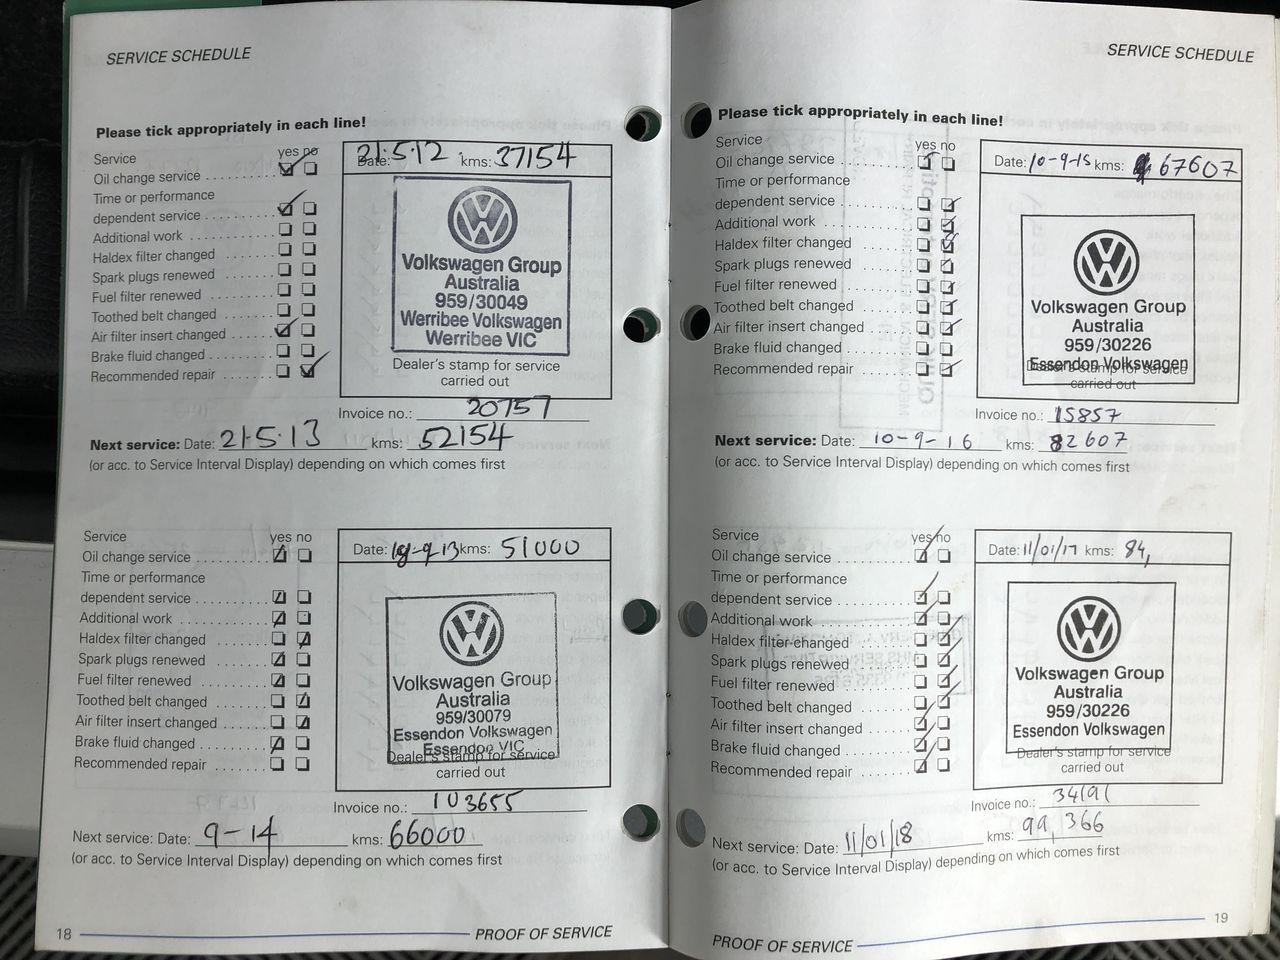 SERVICE SCHEDULE
Please tick appropriately in each line!
Service yes no
Oil change service
Time or performance
dependent service
Additional work
Haldex filter changed
Spark plugs renewed
Fuel filter renewed
Toothed belt changed
Air filter insert changed
Brake fluid changed
Recommended repair
Date: 21.5.12 kms: 37154
Volkswagen Group
Australia
959/30049
Werribee Volkswagen
Werribee VIC
Dealer's stamp for service
carried out
Invoice no.: 20757
Next service: Date: 21.5.13 kms: 52154
(or acc. to Service Interval Display) depending on which comes first
Service yes no
Oil change service
Time or performance
dependent service
Additional work
Haldex filter changed
Spark plugs renewed
Fuel filter renewed
Toothed belt changed
Air filter insert changed
Brake fluid changed
Recommended repair
Date: -9-13 kms: 51000
Volkswagen Group
Australia
959/30079
Essendon Volkswagen
Essendon VIC
Dealer's stamp for service
carried out
Invoice no.: 103655
Next service: Date: 9-14 kms: 66000
(or acc. to Service Interval Display) depending on which comes first
18 PROOF OF SERVICE
SERVICE SCHEDULE
Please tick appropriately in each line!
Service yes no
Oil change service
Time or performance
dependent service
Additional work
Haldex filter changed
Spark plugs renewed
Fuel filter renewed
Toothed belt changed
Air filter insert changed
Brake fluid changed
Recommended repair
Date: 10-9-15 kms: 67607
Volkswagen Group
Australia
959/30226
Essendon Volkswagen
Dealer's stamp for service
carried out
Invoice no.: 15857
Next service: Date: 10-9-16 kms: 82607
(or acc. to Service Interval Display) depending on which comes first
Service yes no
Oil change service
Time or performance
dependent service
Additional work
Haldex filter changed
Spark plugs renewed
Fuel filter renewed
Toothed belt changed
Air filter insert changed
Brake fluid changed
Recommended repair
Date: 11/01/17 kms: 84,
Volkswagen Group
Australia
959/30226
Essendon Volkswagen
Dealer's stamp for service
carried out
Invoice no.: 34191
Next service: Date: 11/01/18 kms: 99,366
(or acc. to Service Interval Display) depending on which comes first
PROOF OF SERVICE 19